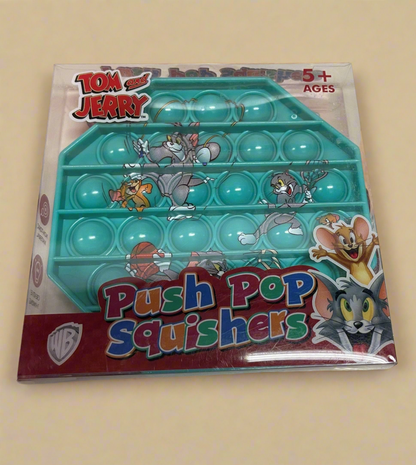 TOM and
JERRY
5+
AGES
Push Pop
Squishers
WB